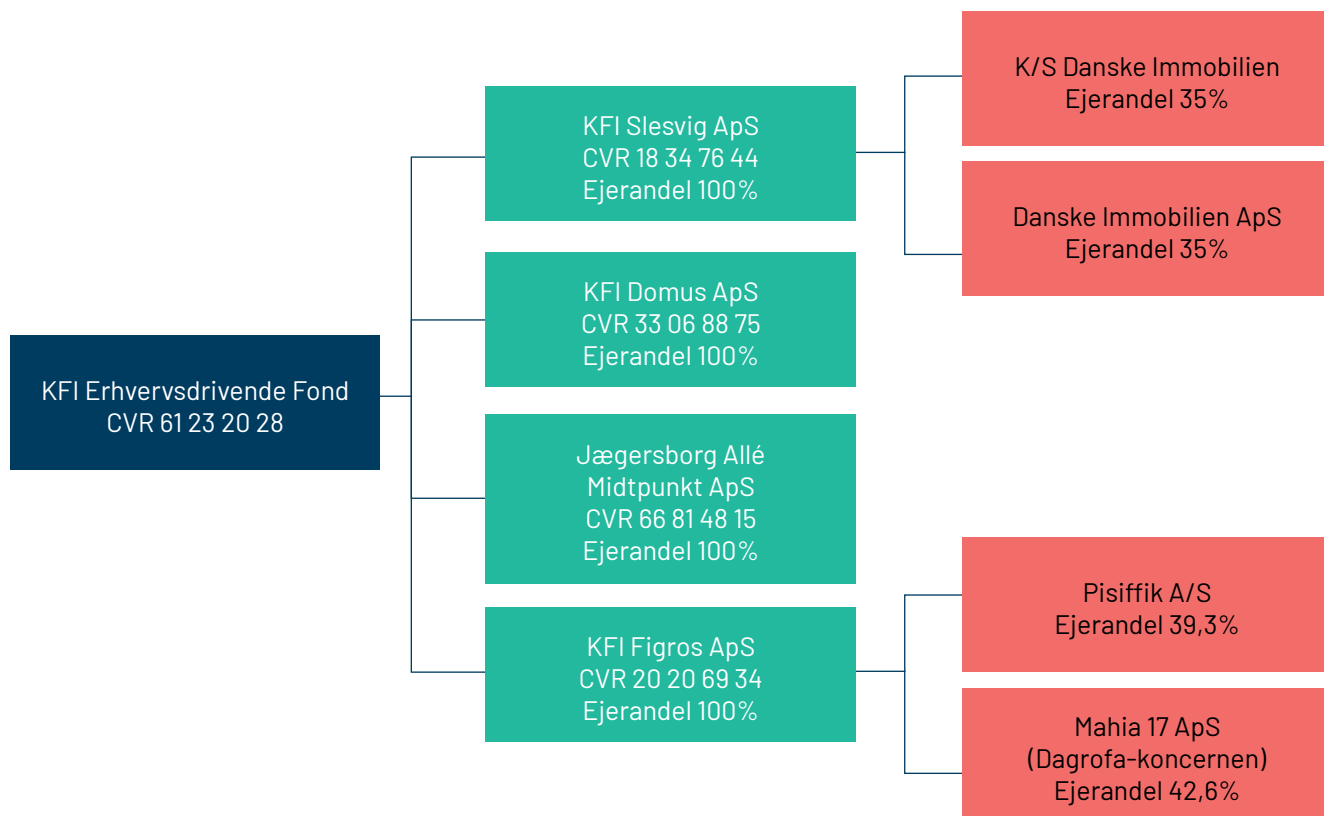 KFI Erhvervsdrivende Fond
CVR 61 23 20 28
KFI Slesvig ApS
CVR 18 34 76 44
Ejerandel 100%
KFI Domus ApS
CVR 33 06 88 75
Ejerandel 100%
Jægersborg Allé
Midtpunkt ApS
CVR 66 81 48 15
Ejerandel 100%
KFI Figros ApS
CVR 20 20 69 34
Ejerandel 100%
K/S Danske Immobilien
Ejerandel 35%
Danske Immobilien ApS
Ejerandel 35%
Pisiffik A/S
Ejerandel 39,3%
Mahia 17 ApS
(Dagrofa-koncernen)
Ejerandel 42,6%